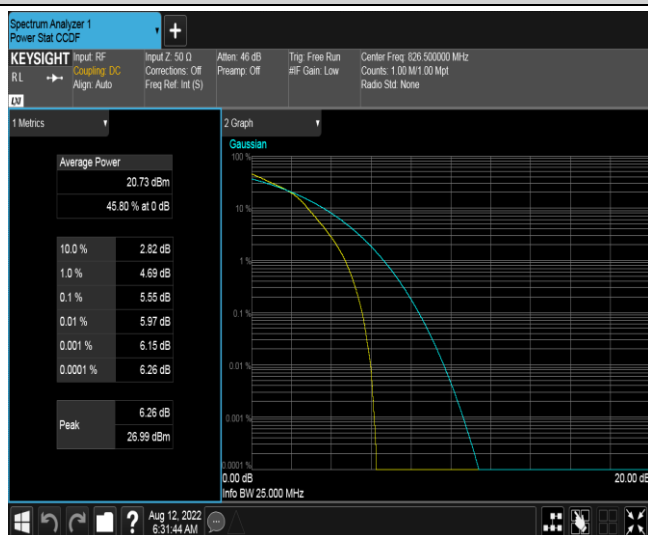 Spectrum Analyzer 1
Power Stat CCDF
+
KEYSIGHT
R L
LXI
Input: RF
Coupling: DC
Align: Auto
Input Z: 50 Ω
Corrections: Off
Freq Ref: Int (S)
Atten: 46 dB
Preamp: Off
Trig: Free Run
#IF Gain: Low
Center Freq: 826.500000 MHz
Counts: 1.00 M/1.00 Mpt
Radio Std: None
1 Metrics
Average Power
20.73 dBm
45.80 % at 0 dB
10.0 % 2.82 dB
1.0 % 4.69 dB
0.1 % 5.55 dB
0.01 % 5.97 dB
0.001 % 6.15 dB
0.0001 % 6.26 dB
Peak
6.26 dB
26.99 dBm
2 Graph
Gaussian
100 %
10 %
1 %
0.1 %
0.01 %
0.001 %
0.0001 %
0.00 dB 20.00 dB
Info BW 25.000 MHz
?
Aug 12, 2022
6:31:44 AM